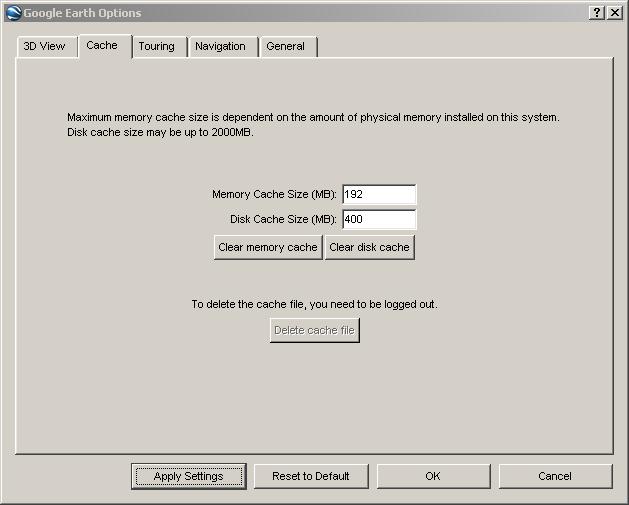 Google Earth Options
?
3D View
Cache
Touring
Navigation
General
Maximum memory cache size is dependent on the amount of physical memory installed on this system.
Disk cache size may be up to 2000MB.
Memory Cache Size (MB): 192
Disk Cache Size (MB): 400
Clear memory cache
Clear disk cache
To delete the cache file, you need to be logged out.
Delete cache file
Apply Settings
Reset to Default
OK
Cancel